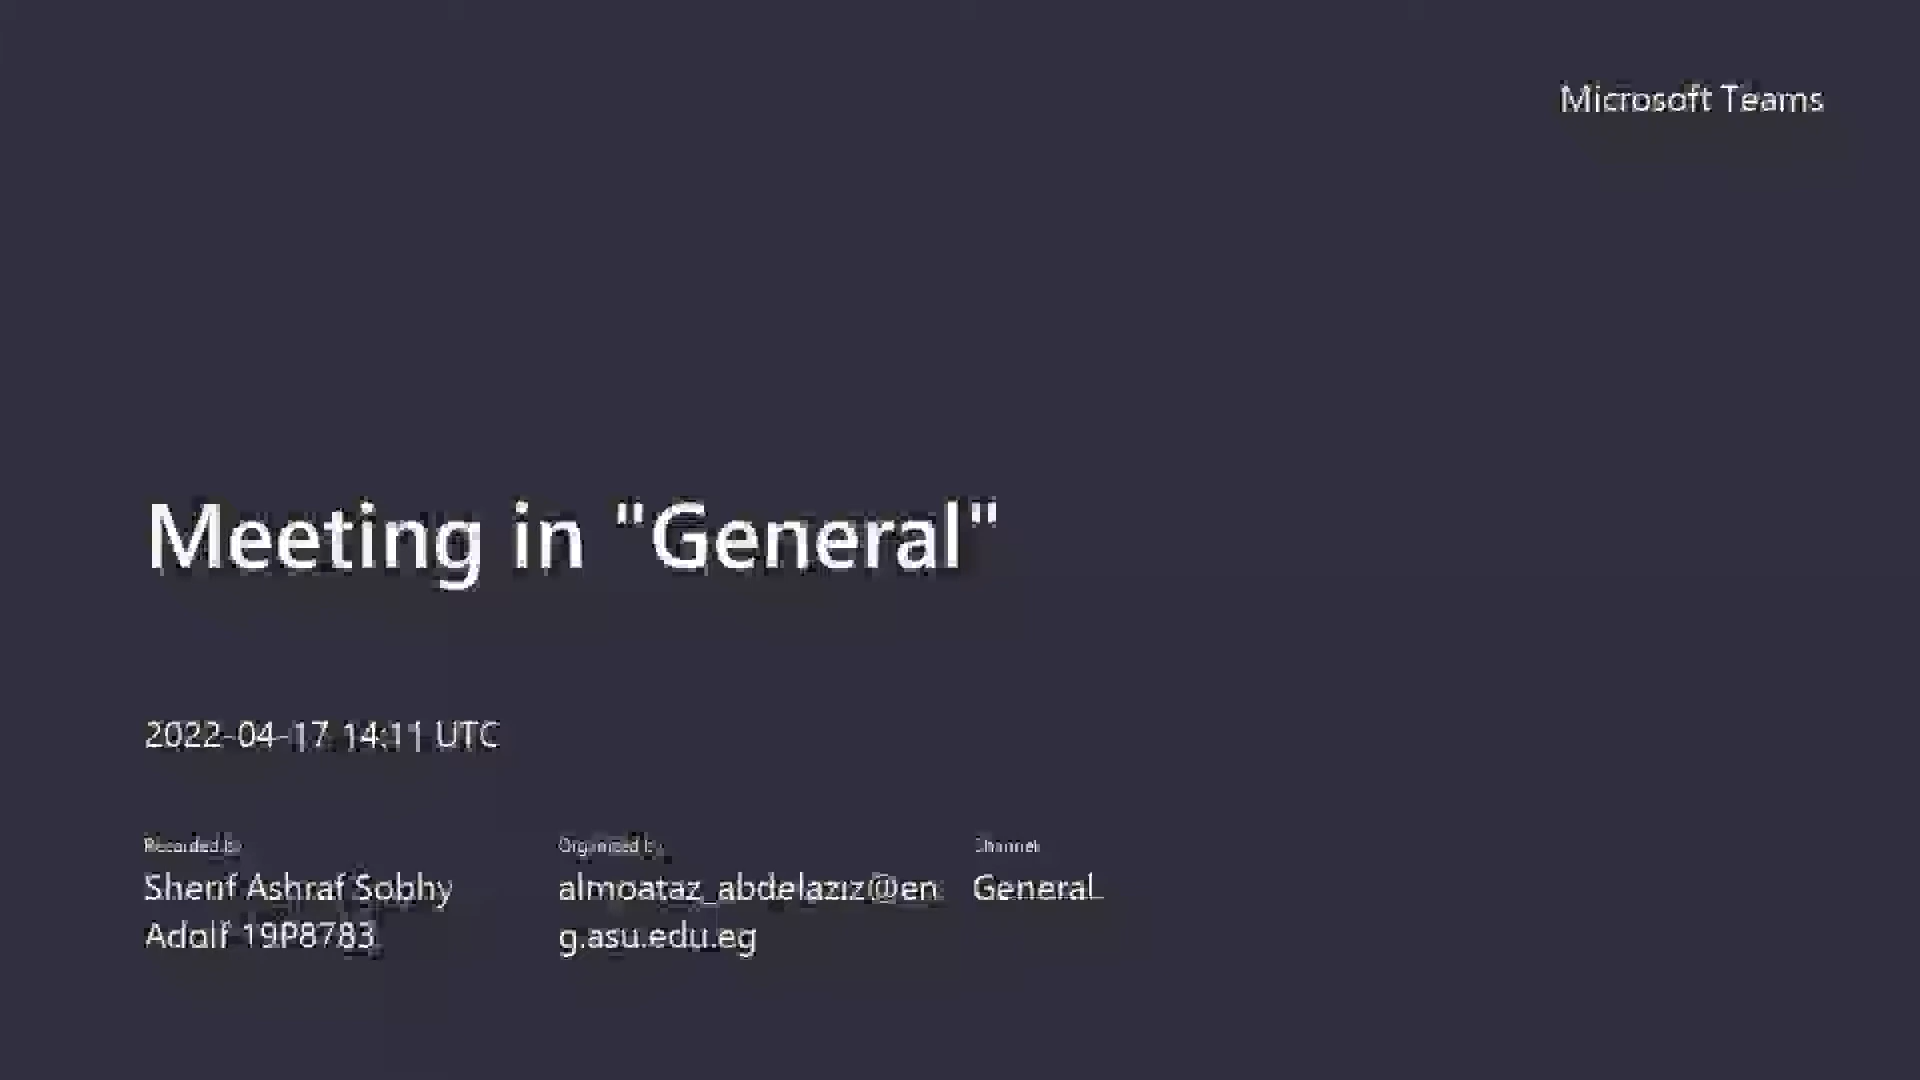 Microsoft Teams
Meeting in "General"
2022-04-17 14:11 UTC
Recorded by
Organized by
Channel
Sherif Ashraf Sobhy
almoataz_abdelaziz@en
General
Adolf 19P8783
g.asu.edu.eg